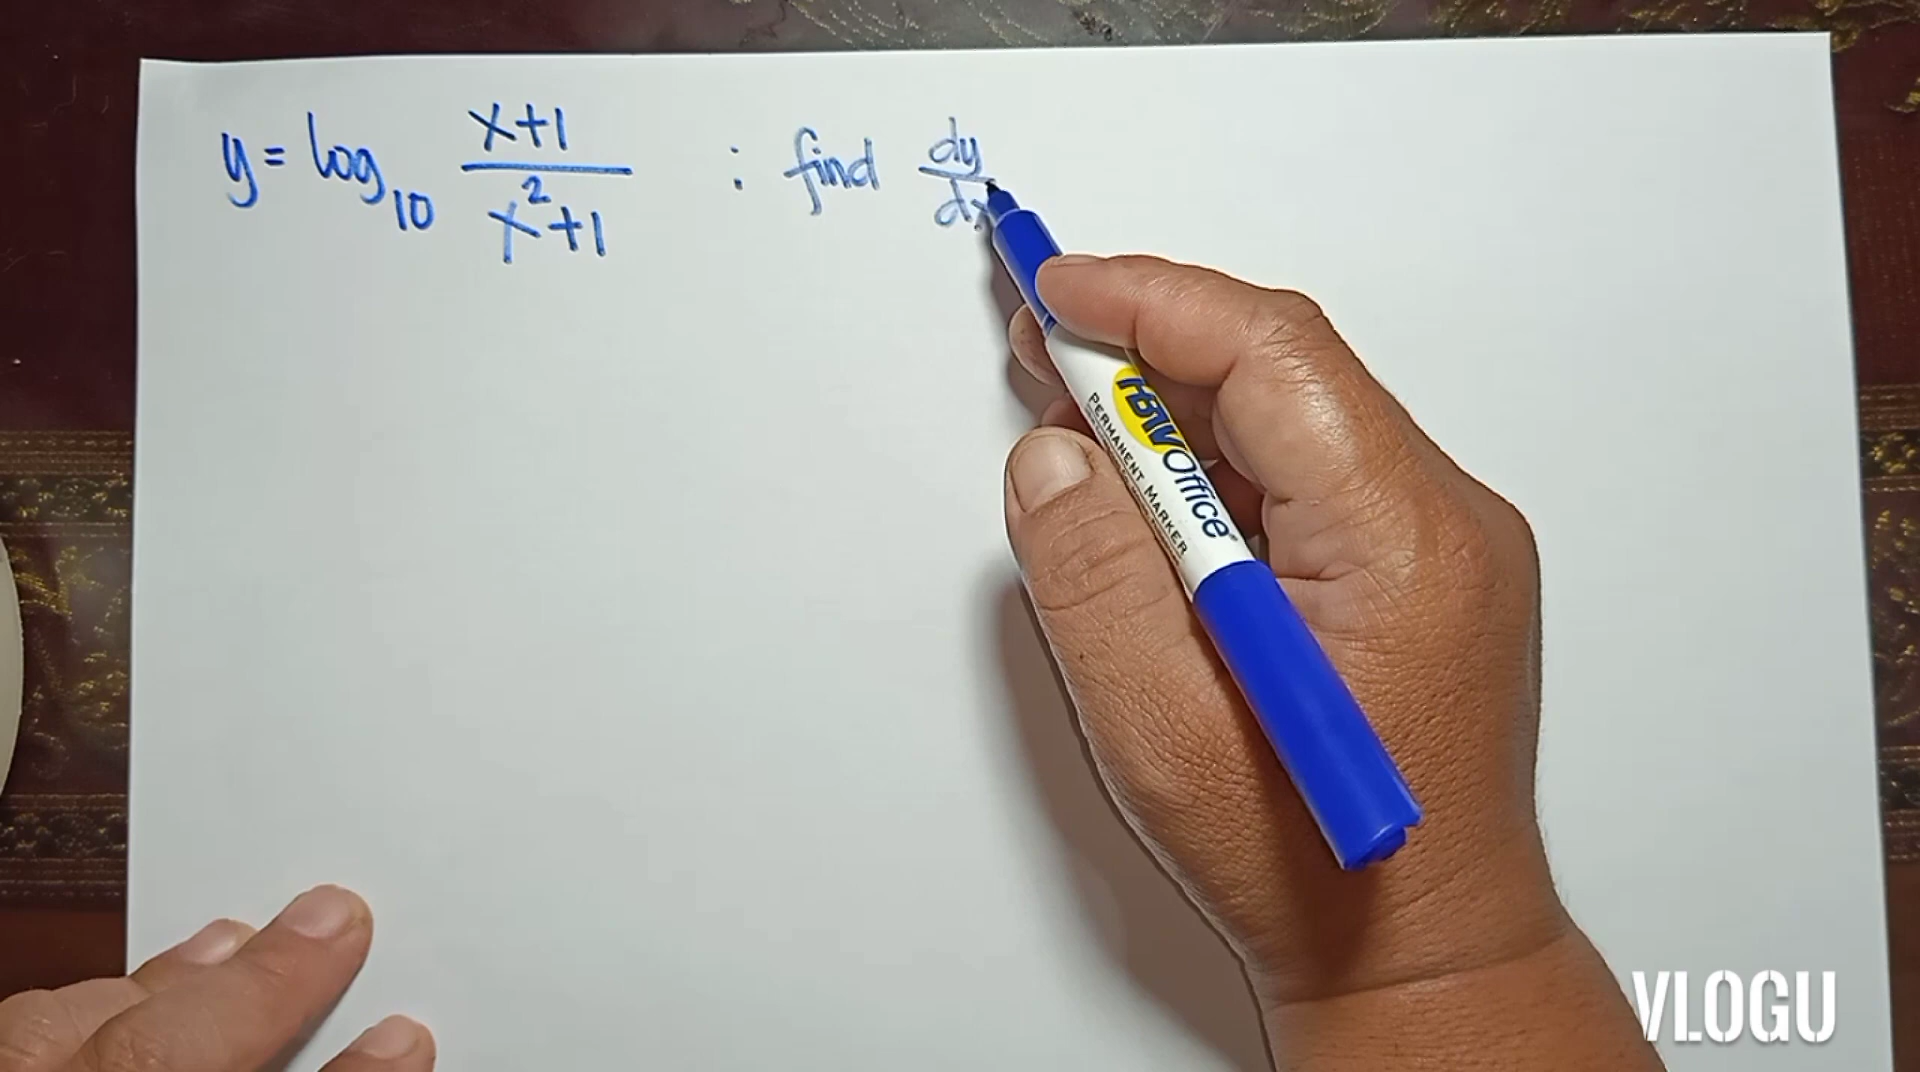 y = log₁₀ (x+1)/(x²+1) : find dy/dx
HBW Office
PERMANENT MARKER
VLOGU